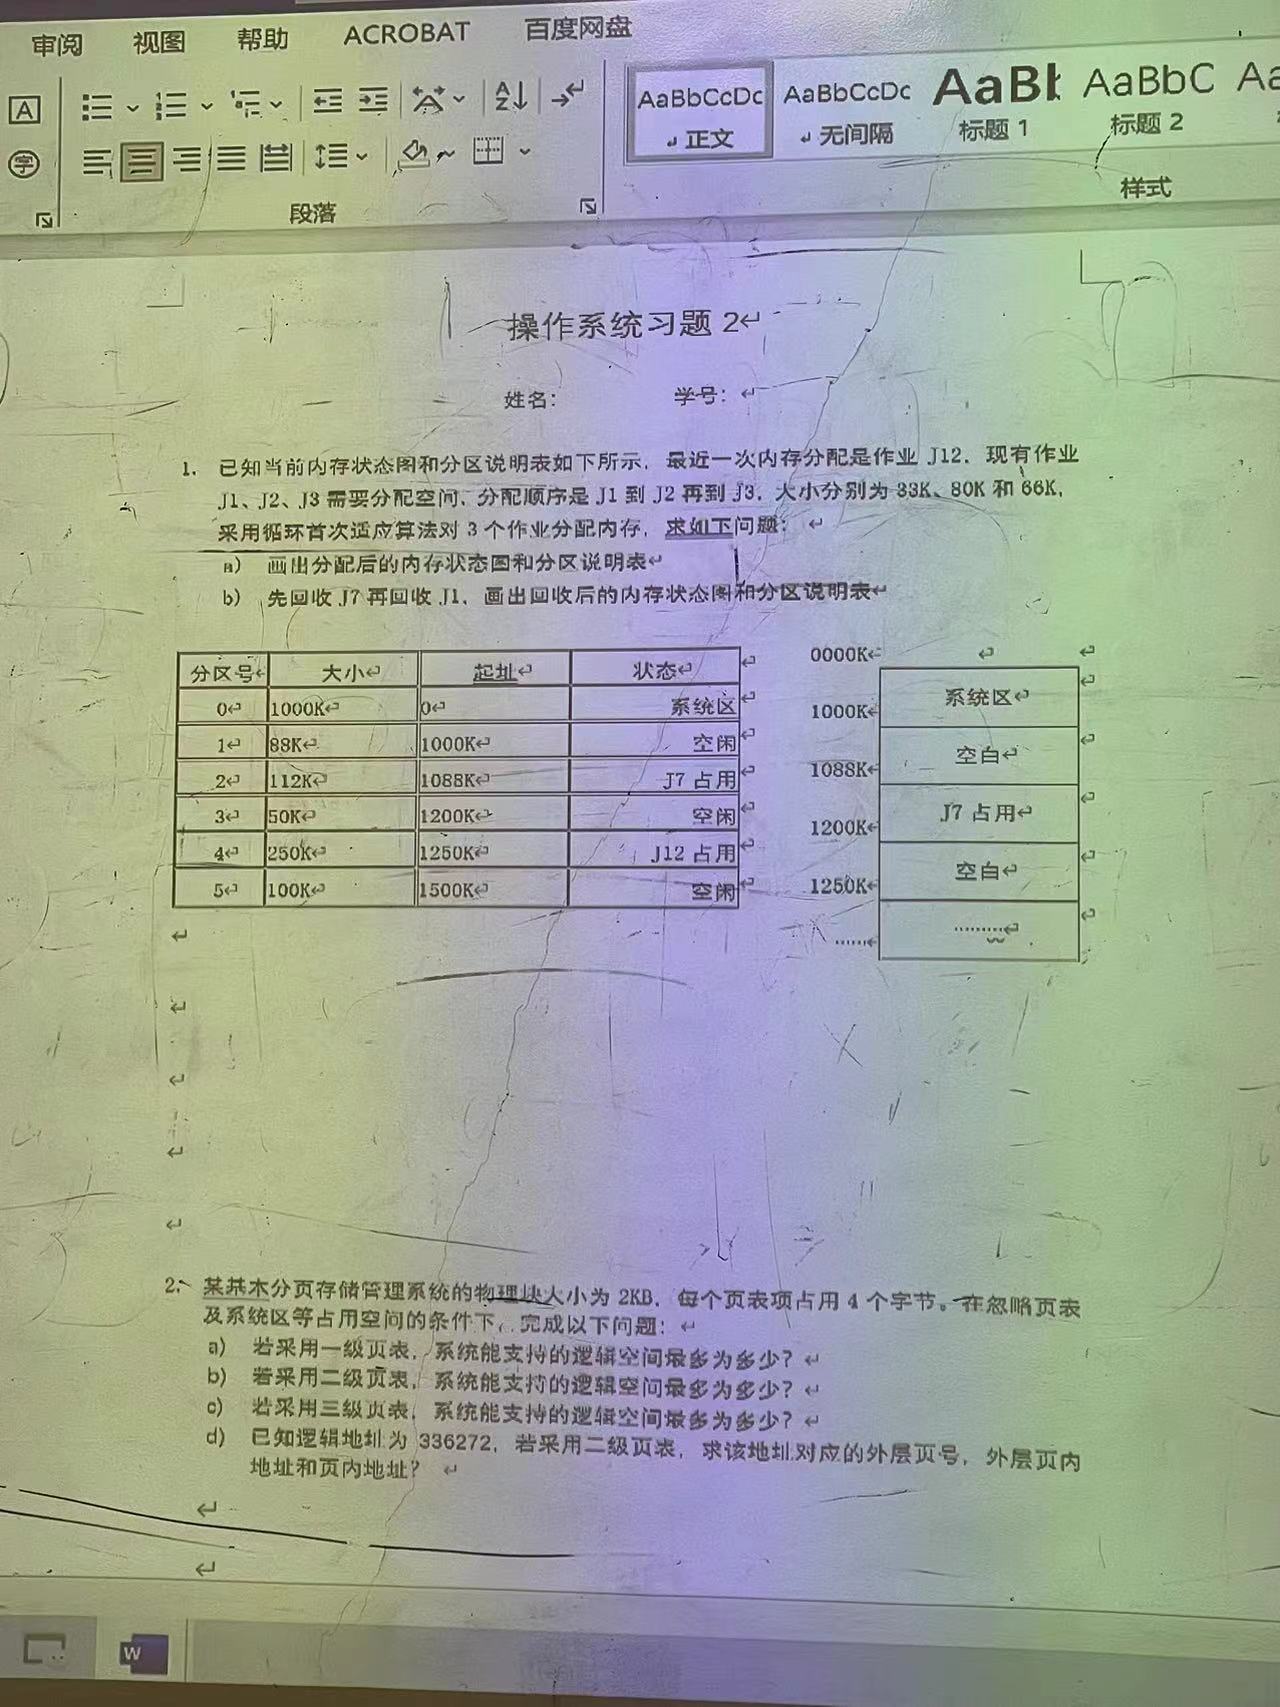 审阅 视图 帮助 ACROBAT 百度网盘
AaBbCcDc AaBbCcDc AaBb AaBbC Aa
正文 无间隔 标题 1 标题 2
段落 样式
操作系统习题 2
姓名: 学号:
1. 已知当前内存状态图和分区说明表如下所示, 最近一次内存分配是作业 J12. 现有作业
J1、J2、J3 需要分配空间, 分配顺序是 J1 到 J2 再到 J3, 大小分别为 33K、80K 和 66K,
采用循环首次适应算法对 3 个作业分配内存, 求如下问题:
a) 画出分配后的内存状态图和分区说明表
b) 先回收 J7 再回收 J1, 画出回收后的内存状态图和分区说明表
分区号 大小 起址 状态
0 1000K 0 系统区
1 88K 1000K 空闲
2 112K 1088K J7 占用
3 50K 1200K 空闲
4 250K 1250K J12 占用
5 100K 1500K 空闲
0000K
系统区
1000K
空白
1088K
J7 占用
1200K
空白
1250K
.........
......
2. 某基本分页存储管理系统的物理块大小为 2KB, 每个页表项占用 4 个字节。在忽略页表
及系统区等占用空间的条件下, 完成以下问题:
a) 若采用一级页表, 系统能支持的逻辑空间最多为多少?
b) 若采用二级页表, 系统能支持的逻辑空间最多为多少?
c) 若采用三级页表, 系统能支持的逻辑空间最多为多少?
d) 已知逻辑地址为 336272, 若采用二级页表, 求该地址对应的外层页号, 外层页内
地址和页内地址?
W